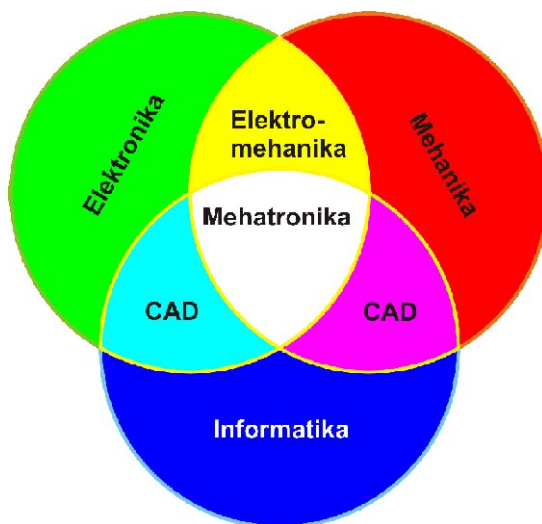 Elektronika
Elektro-
mehanika
Mehanika
Mehatronika
CAD
CAD
Informatika